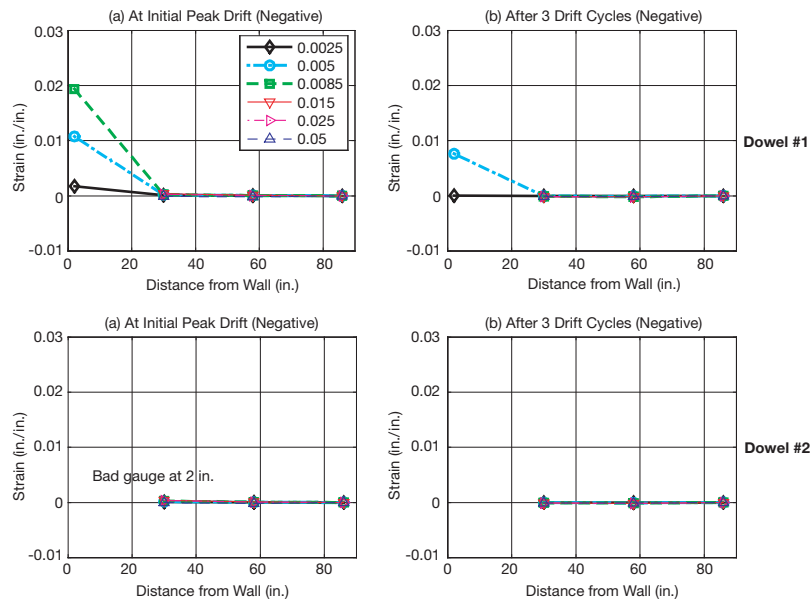 (a) At Initial Peak Drift (Negative)
0.03
0.02
0.01
0
-0.01
Strain (in./in.)
0.0025
0.005
0.0085
0.015
0.025
0.05
0 20 40 60 80
Distance from Wall (in.)
(b) After 3 Drift Cycles (Negative)
0.03
0.02
0.01
0
-0.01
Strain (in./in.)
0 20 40 60 80
Distance from Wall (in.)
Dowel #1
(a) At Initial Peak Drift (Negative)
0.03
0.02
0.01
0
-0.01
Strain (in./in.)
Bad gauge at 2 in.
0 20 40 60 80
Distance from Wall (in.)
(b) After 3 Drift Cycles (Negative)
0.03
0.02
0.01
0
-0.01
Strain (in./in.)
0 20 40 60 80
Distance from Wall (in.)
Dowel #2